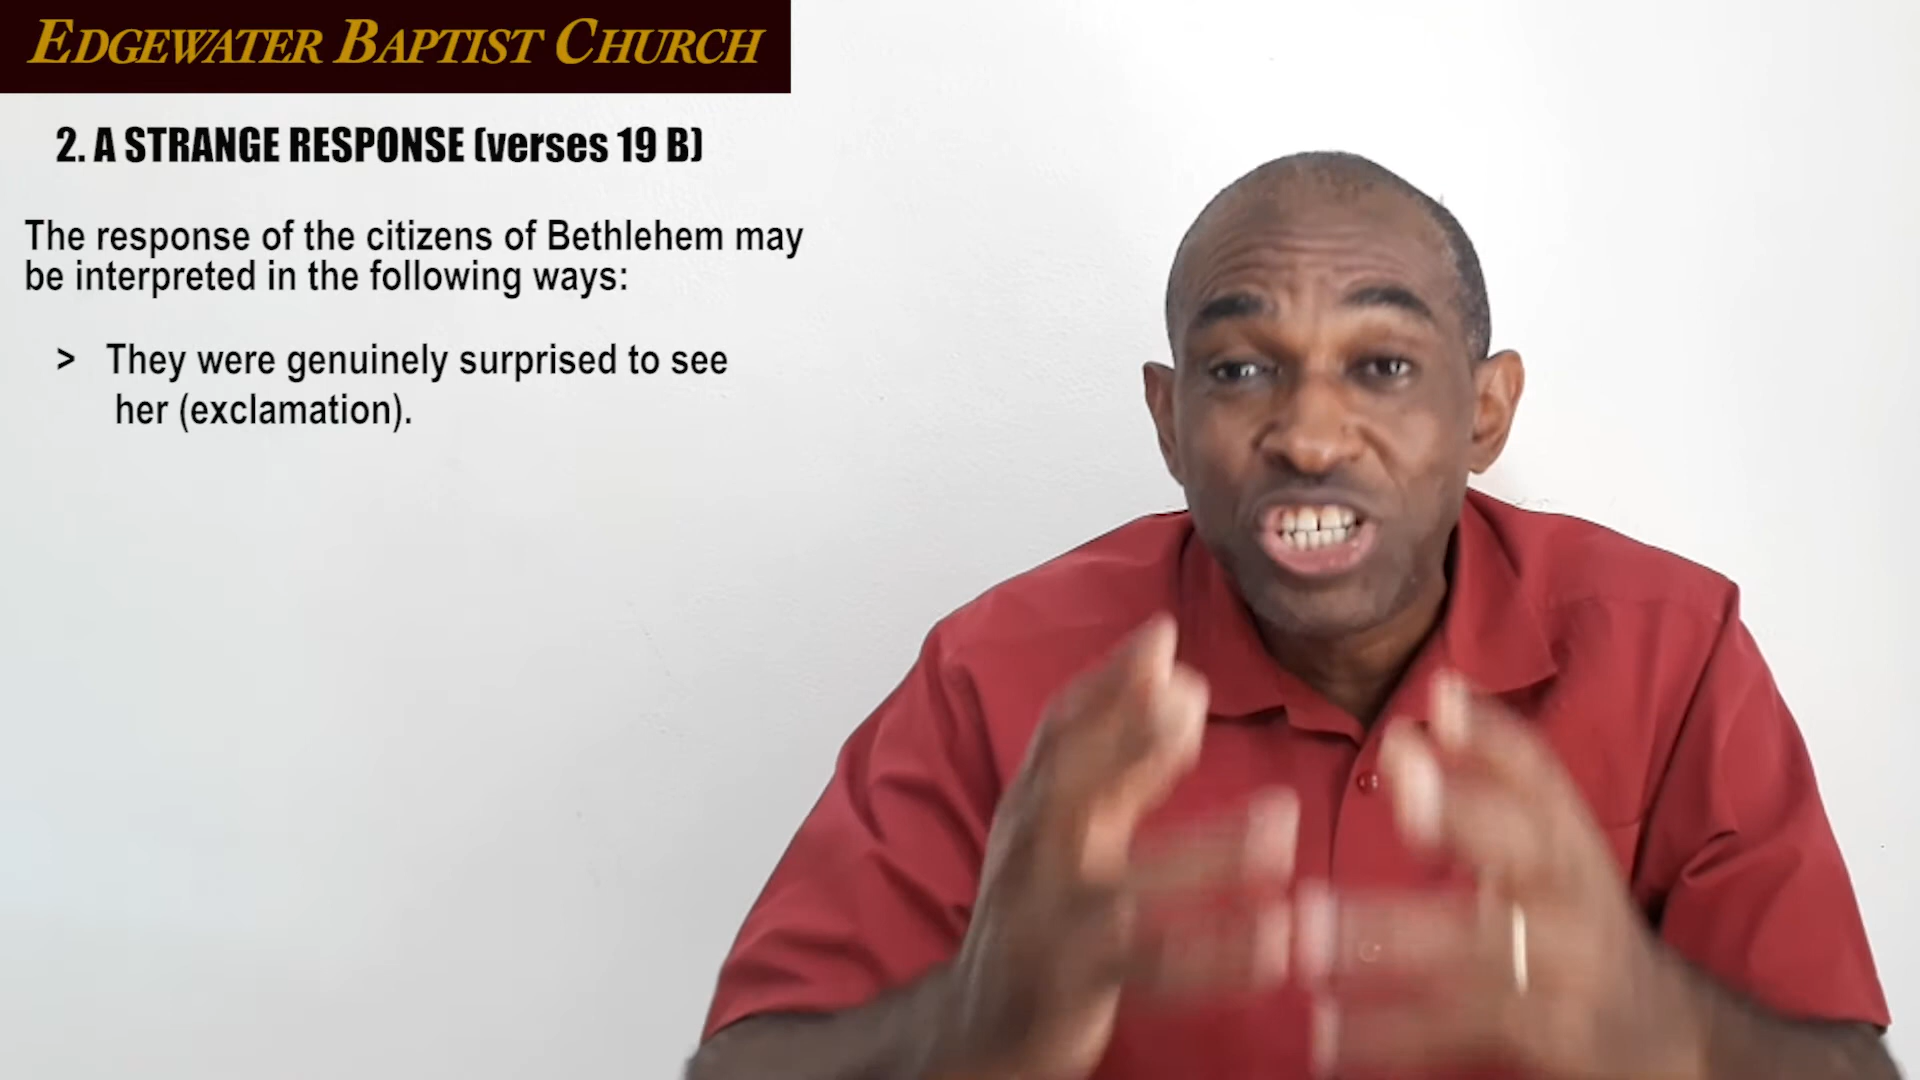 EDGEWATER BAPTIST CHURCH
2. A STRANGE RESPONSE (verses 19 B)
The response of the citizens of Bethlehem may
be interpreted in the following ways:
> They were genuinely surprised to see
her (exclamation).